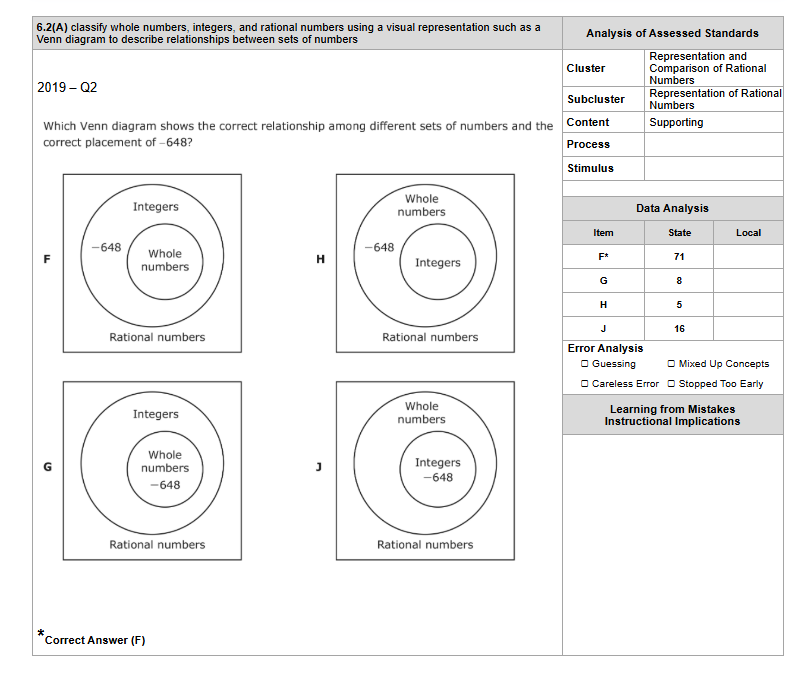 6.2(A) classify whole numbers, integers, and rational numbers using a visual representation such as a
Venn diagram to describe relationships between sets of numbers
2019 – Q2
Which Venn diagram shows the correct relationship among different sets of numbers and the
correct placement of −648?
F
Integers
−648
Whole
numbers
Rational numbers
H
Whole
numbers
−648
Integers
Rational numbers
G
Integers
Whole
numbers
−648
Rational numbers
J
Whole
numbers
Integers
−648
Rational numbers
*Correct Answer (F)
Analysis of Assessed Standards
Cluster
Representation and
Comparison of Rational
Numbers
Subcluster
Representation of Rational
Numbers
Content Supporting
Process
Stimulus
Data Analysis
Item State Local
F* 71
G 8
H 5
J 16
Error Analysis
☐ Guessing ☐ Mixed Up Concepts
☐ Careless Error ☐ Stopped Too Early
Learning from Mistakes
Instructional Implications